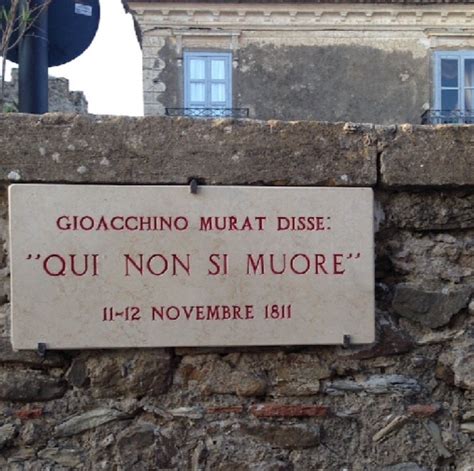 GIOACCHINO MURAT DISSE:
"QUI NON SI MUORE"
11-12 NOVEMBRE 1811